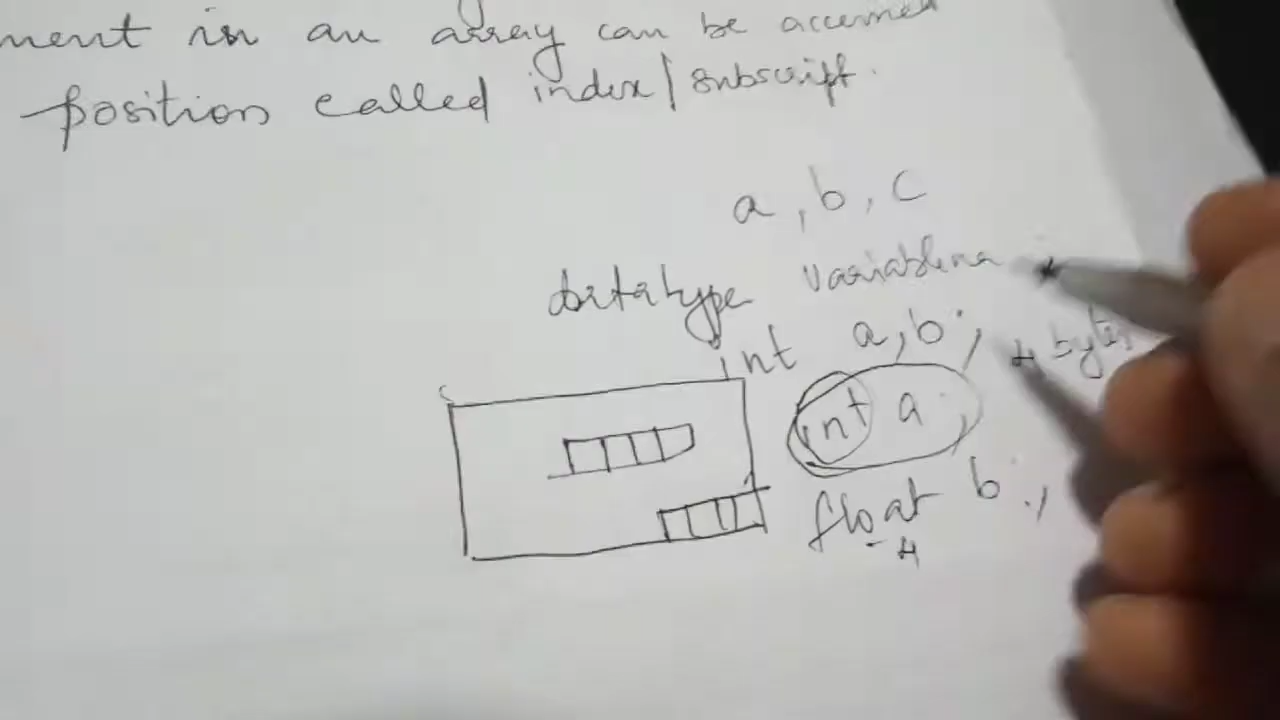 ment in an array can be accessed
position called index/subscript.
a, b, c
datatype variablena
int a, b;
4 bytes
int a;
float b;
4